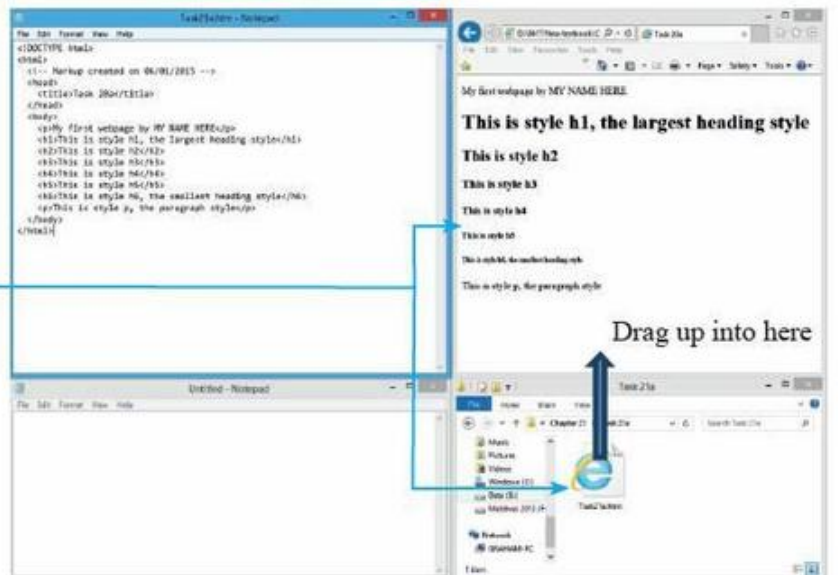 Task21a.htm - Notepad
File Edit Format View Help
<!DOCTYPE html>
<html>
<!-- Markup created on 06/01/2015 -->
<head>
<title>Task 20a</title>
</head>
<body>
<p>My first webpage by MY NAME HERE</p>
<h1>This is style h1, the largest heading style</h1>
<h2>This is style h2</h2>
<h3>This is style h3</h3>
<h4>This is style h4</h4>
<h5>This is style h5</h5>
<h6>This is style h6, the smallest heading style</h6>
<p>This is style p, the paragraph style</p>
</body>
</html>
Task 20a
File Edit View Favorites Tools Help
Page Safety Tools
My first webpage by MY NAME HERE
This is style h1, the largest heading style
This is style h2
This is style h3
This is style h4
This is style h5
This is style h6, the smallest heading style
This is style p, the paragraph style
Drag up into here
Untitled - Notepad
File Edit Format View Help
Task 21a
File Home Share View
Chapter 21
Search Task 21a
Music
Pictures
Videos
Windows (C:)
Data (D:)
Network
GRAHAM-PC
Task21a.htm
1 item